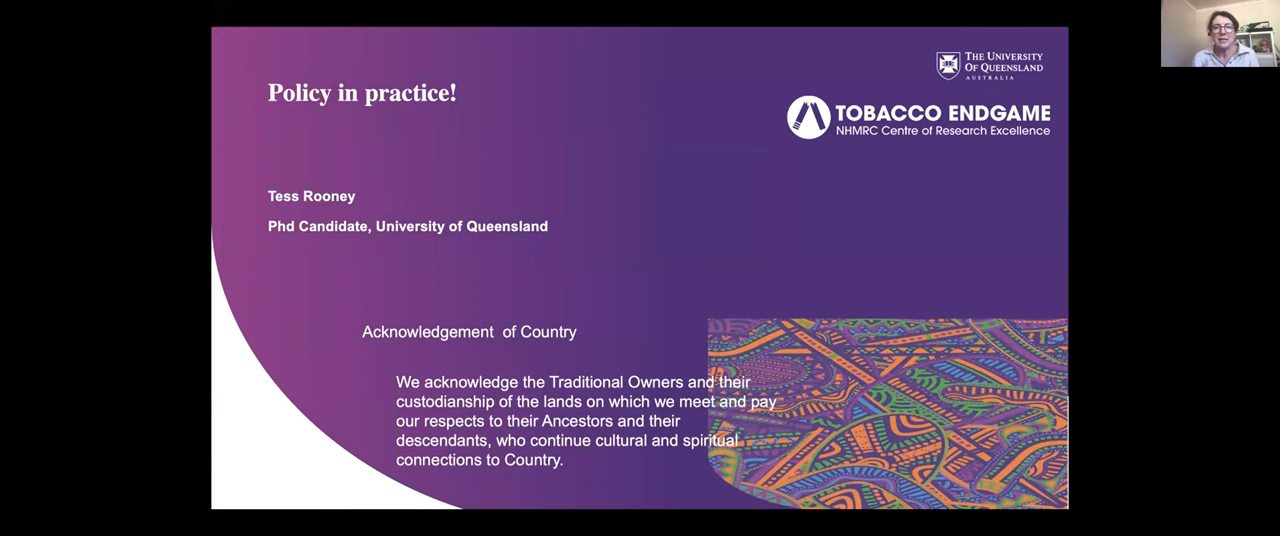 Policy in practice!
THE UNIVERSITY
OF QUEENSLAND
AUSTRALIA
TOBACCO ENDGAME
NHMRC Centre of Research Excellence
Tess Rooney
Phd Candidate, University of Queensland
Acknowledgement of Country
We acknowledge the Traditional Owners and their
custodianship of the lands on which we meet and pay
our respects to their Ancestors and their
descendants, who continue cultural and spiritual
connections to Country.